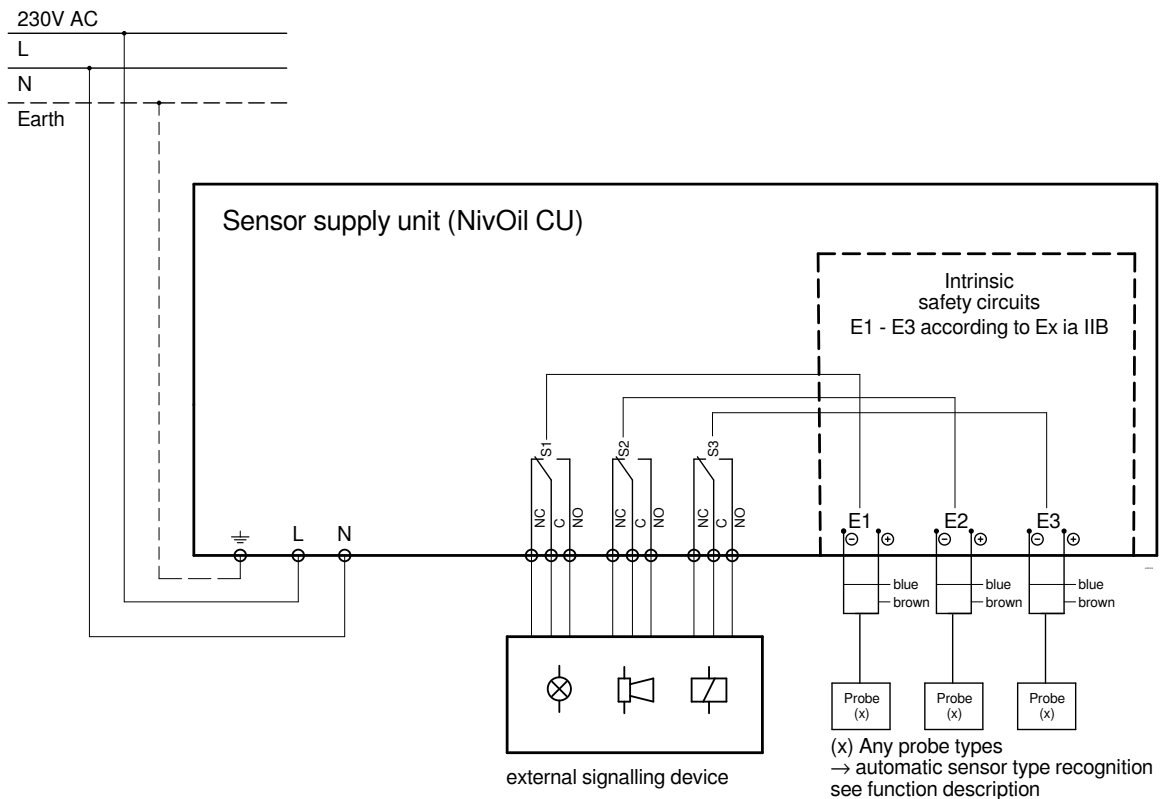 230V AC
L
N
Earth
Sensor supply unit (NivOil CU)
Intrinsic
safety circuits
E1 - E3 according to Ex ia IIB
S1
S2
S3
NC
C
NO
NC
C
NO
NC
C
NO
L
N
E1
E2
E3
⊖ ⊕
⊖ ⊕
⊖ ⊕
blue
brown
blue
brown
blue
brown
Probe
(x)
Probe
(x)
Probe
(x)
external signalling device
(x) Any probe types
→ automatic sensor type recognition
see function description